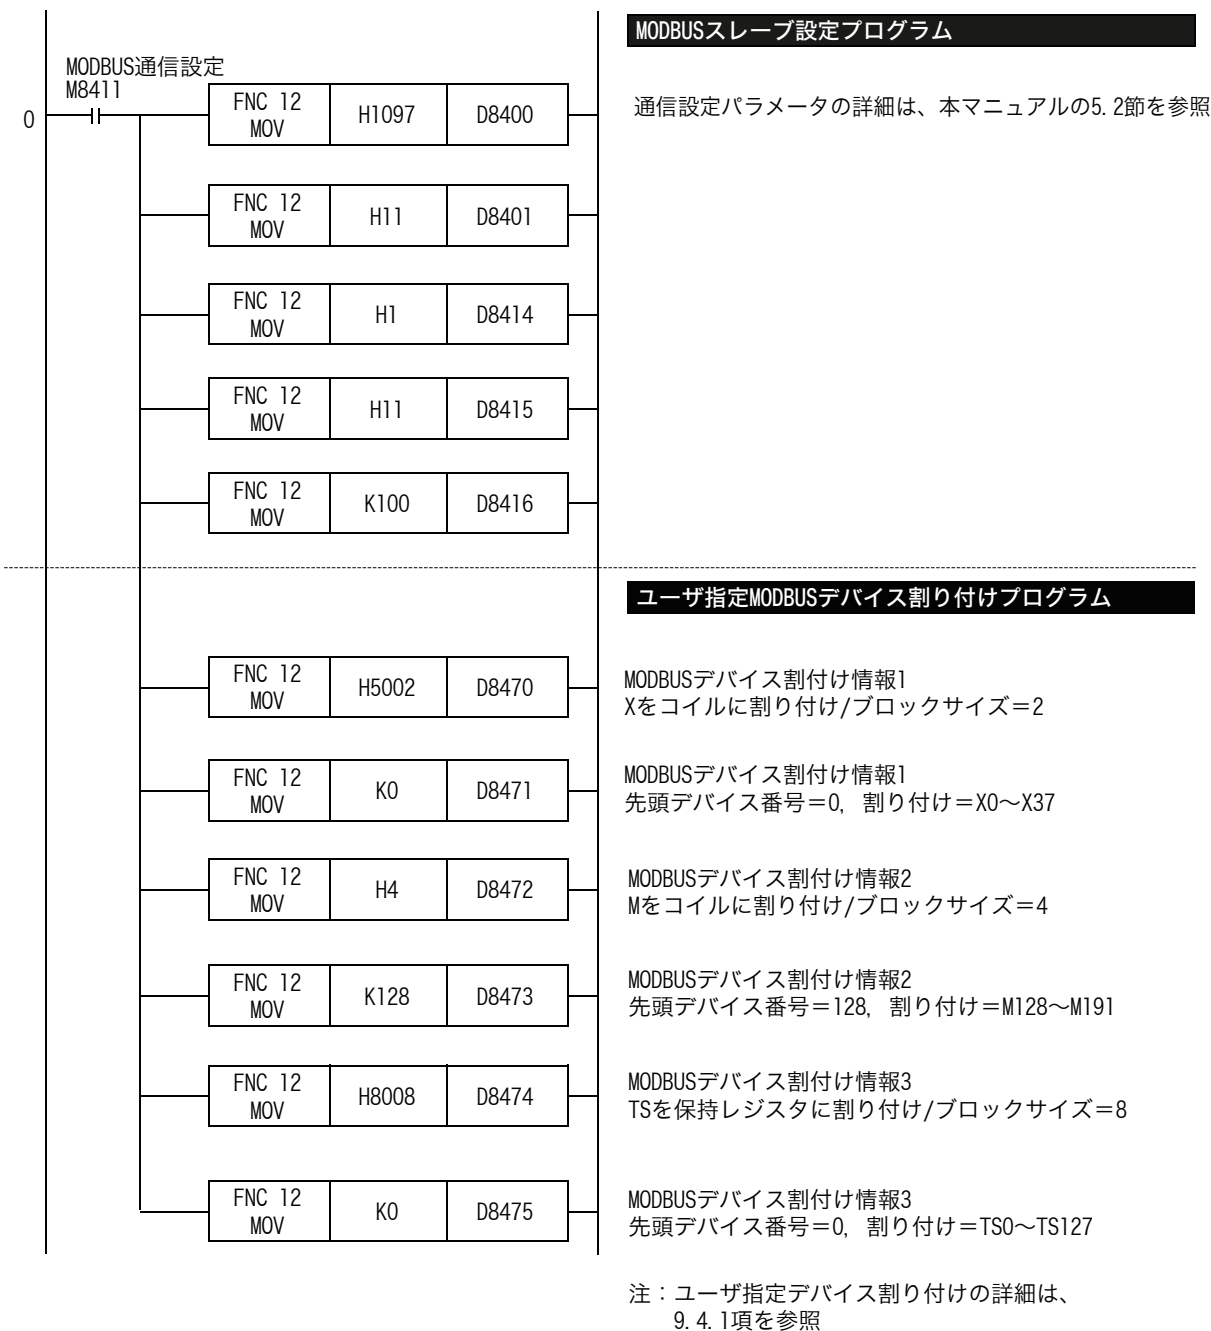 MODBUSスレーブ設定プログラム
MODBUS通信設定
M8411
0
FNC 12
MOV
H1097
D8400
通信設定パラメータの詳細は、本マニュアルの5.2節を参照
FNC 12
MOV
H11
D8401
FNC 12
MOV
H1
D8414
FNC 12
MOV
H11
D8415
FNC 12
MOV
K100
D8416
ユーザ指定MODBUSデバイス割り付けプログラム
FNC 12
MOV
H5002
D8470
MODBUSデバイス割付け情報1
Xをコイルに割り付け/ブロックサイズ＝2
FNC 12
MOV
K0
D8471
MODBUSデバイス割付け情報1
先頭デバイス番号＝0, 割り付け＝X0～X37
FNC 12
MOV
H4
D8472
MODBUSデバイス割付け情報2
Mをコイルに割り付け/ブロックサイズ＝4
FNC 12
MOV
K128
D8473
MODBUSデバイス割付け情報2
先頭デバイス番号＝128, 割り付け＝M128～M191
FNC 12
MOV
H8008
D8474
MODBUSデバイス割付け情報3
TSを保持レジスタに割り付け/ブロックサイズ＝8
FNC 12
MOV
K0
D8475
MODBUSデバイス割付け情報3
先頭デバイス番号＝0, 割り付け＝TS0～TS127
注：ユーザ指定デバイス割り付けの詳細は、
9.4.1項を参照